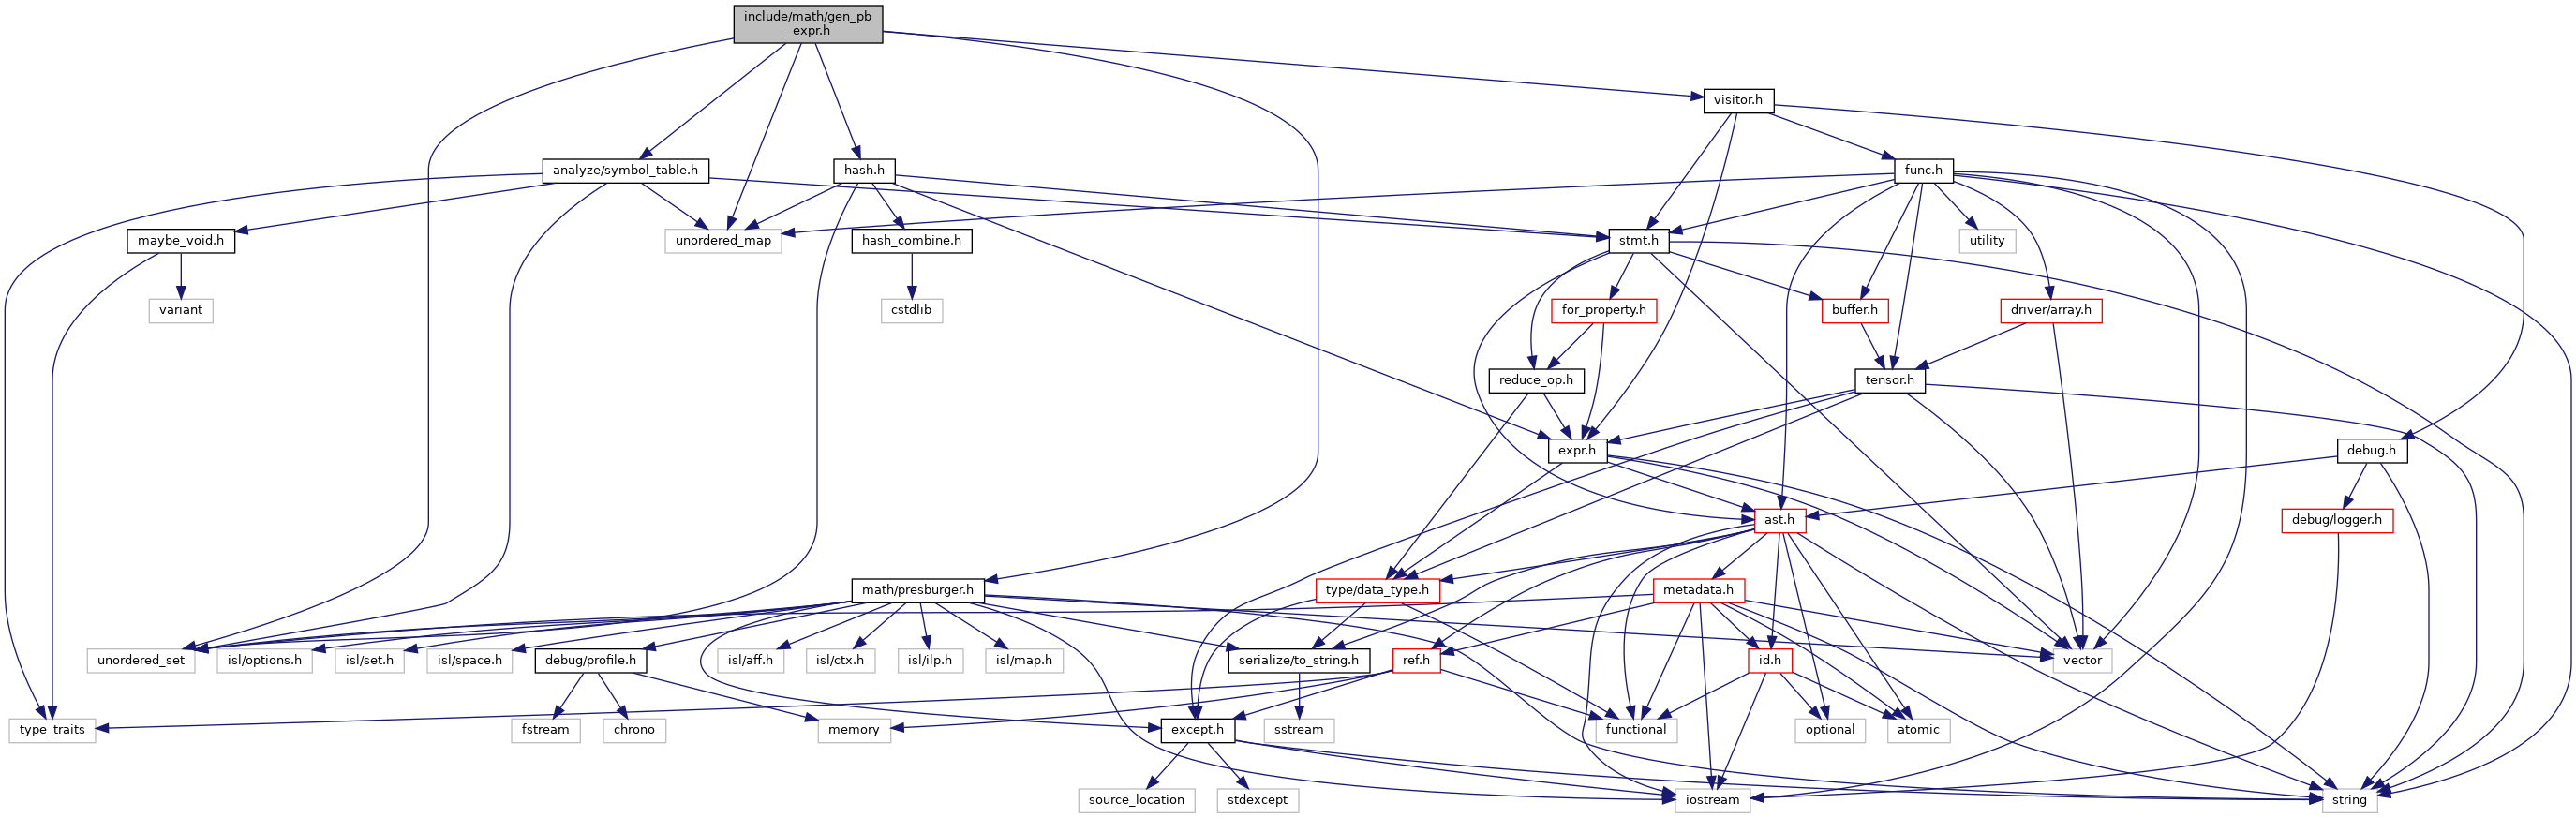 include/math/gen_pb
_expr.h
visitor.h
analyze/symbol_table.h
hash.h
func.h
maybe_void.h
unordered_map
hash_combine.h
stmt.h
utility
variant
cstdlib
for_property.h
buffer.h
driver/array.h
reduce_op.h
tensor.h
expr.h
debug.h
ast.h
debug/logger.h
math/presburger.h
type/data_type.h
metadata.h
unordered_set
isl/options.h
isl/set.h
isl/space.h
debug/profile.h
isl/aff.h
isl/ctx.h
isl/ilp.h
isl/map.h
serialize/to_string.h
ref.h
id.h
vector
type_traits
fstream
chrono
memory
except.h
sstream
functional
optional
atomic
source_location
stdexcept
iostream
string